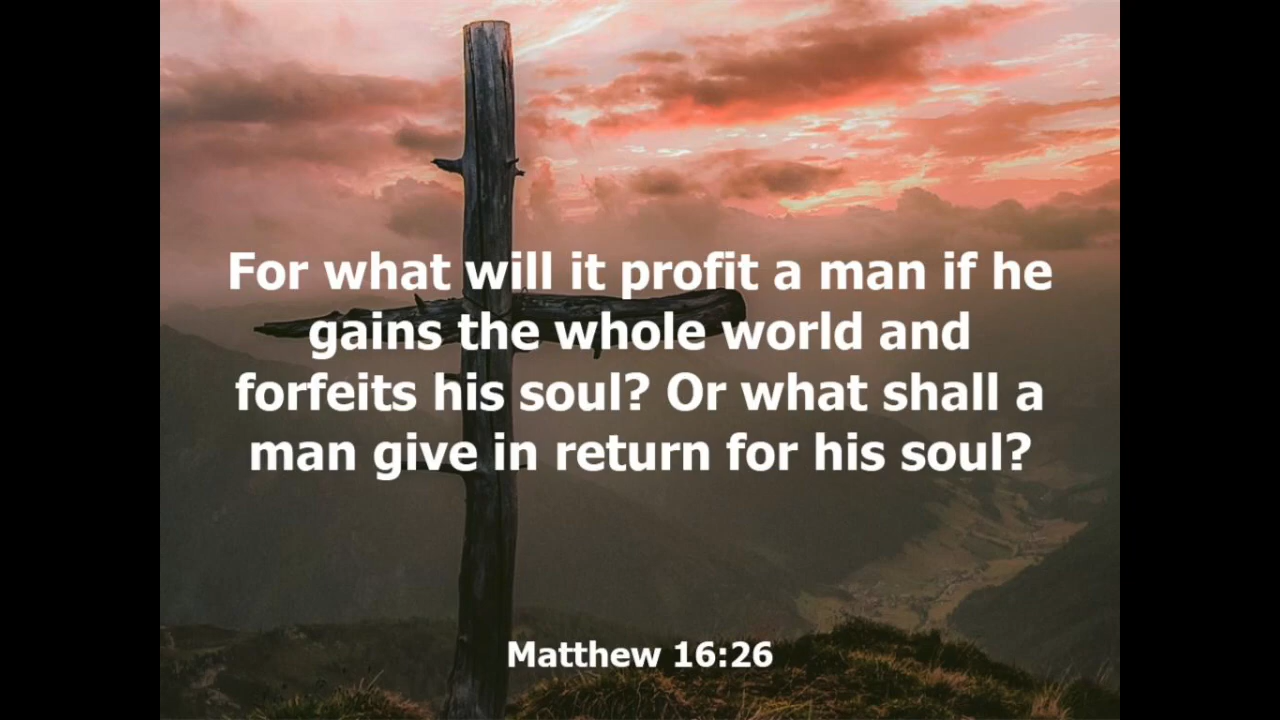 For what will it profit a man if he
gains the whole world and
forfeits his soul? Or what shall a
man give in return for his soul?
Matthew 16:26